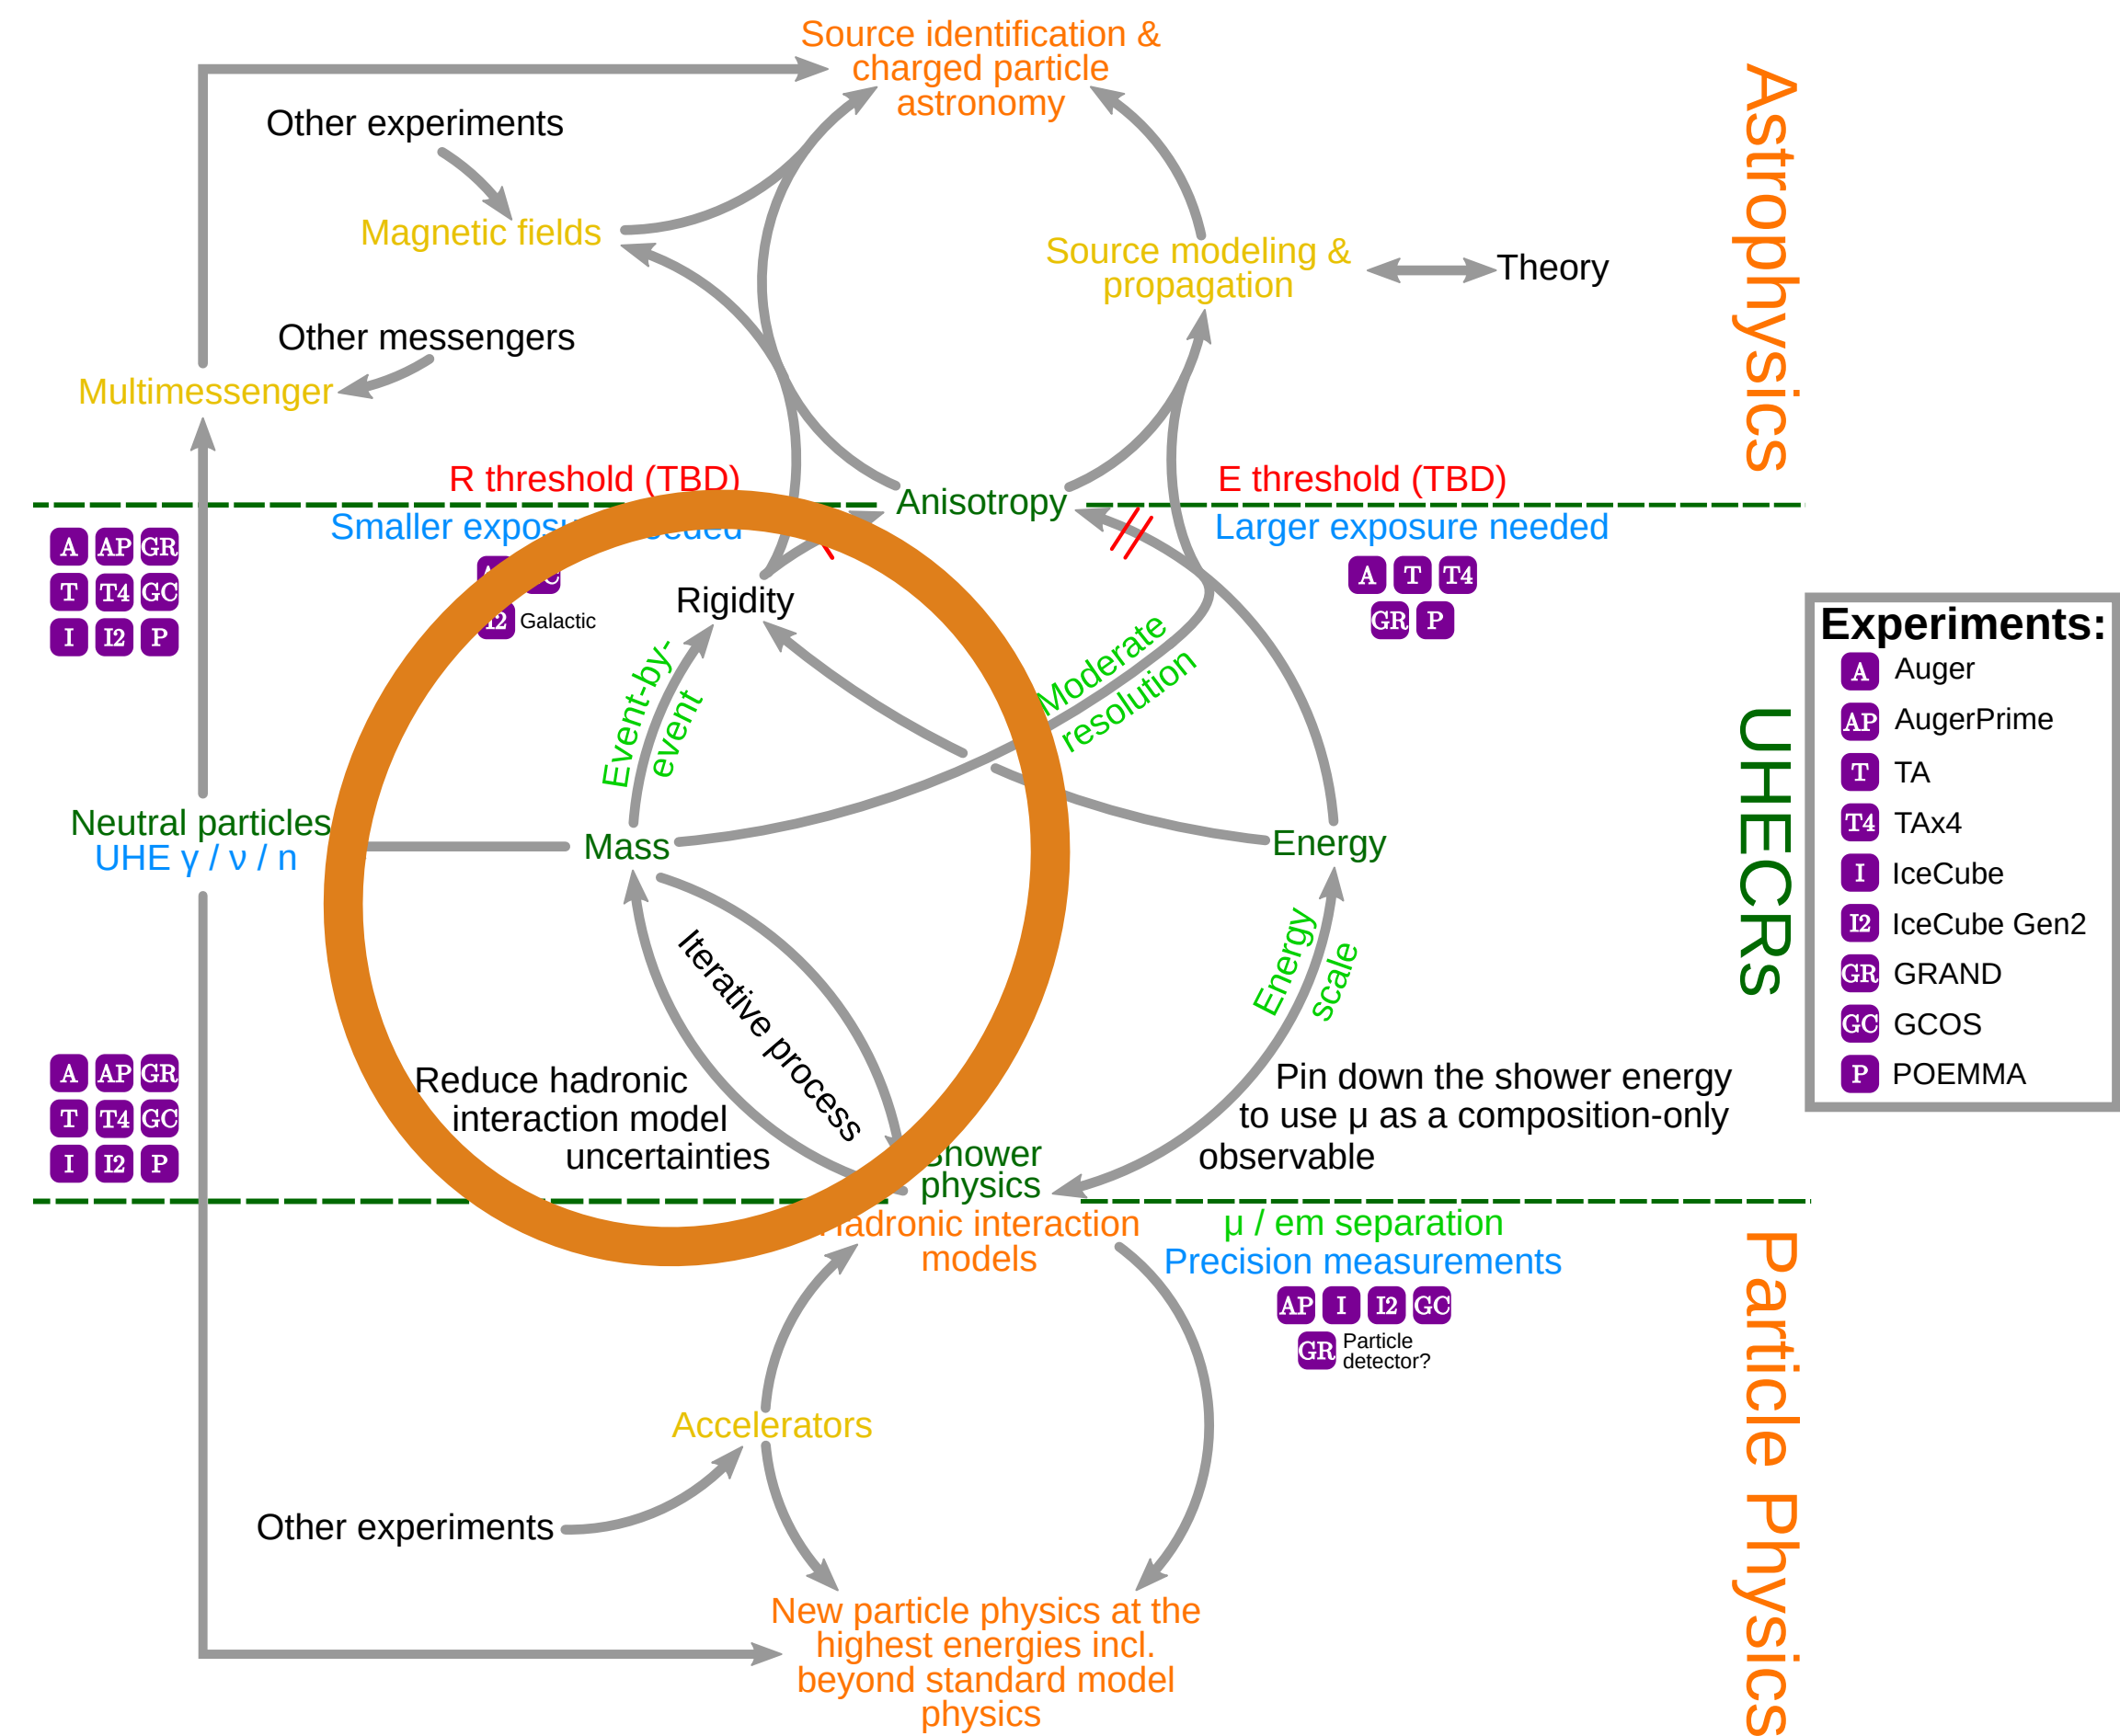 Source identification &
charged particle
astronomy
Other experiments
Magnetic fields
Source modeling &
propagation
Theory
Other messengers
Multimessenger
Astrophysics
R threshold (TBD)
Anisotropy
E threshold (TBD)
Smaller
Larger exposure needed
A AP GR
T T4 GC
I I2 P
I2 Galactic
A T T4
GR P
Rigidity
Event-by-
event
Moderate
resolution
Neutral particles
UHE γ / ν / n
Mass
Energy
UHECRs
Experiments:
A Auger
AP AugerPrime
T TA
T4 TAx4
I IceCube
I2 IceCube Gen2
GR GRAND
GC GCOS
P POEMMA
Iterative process
Energy
scale
Reduce hadronic
interaction model
uncertainties
Pin down the shower energy
to use μ as a composition-only
observable
A AP GR
T T4 GC
I I2 P
Shower
physics
Hadronic interaction
models
μ / em separation
Precision measurements
AP I I2 GC
GR Particle
detector?
Accelerators
Other experiments
Particle Physics
New particle physics at the
highest energies incl.
beyond standard model
physics